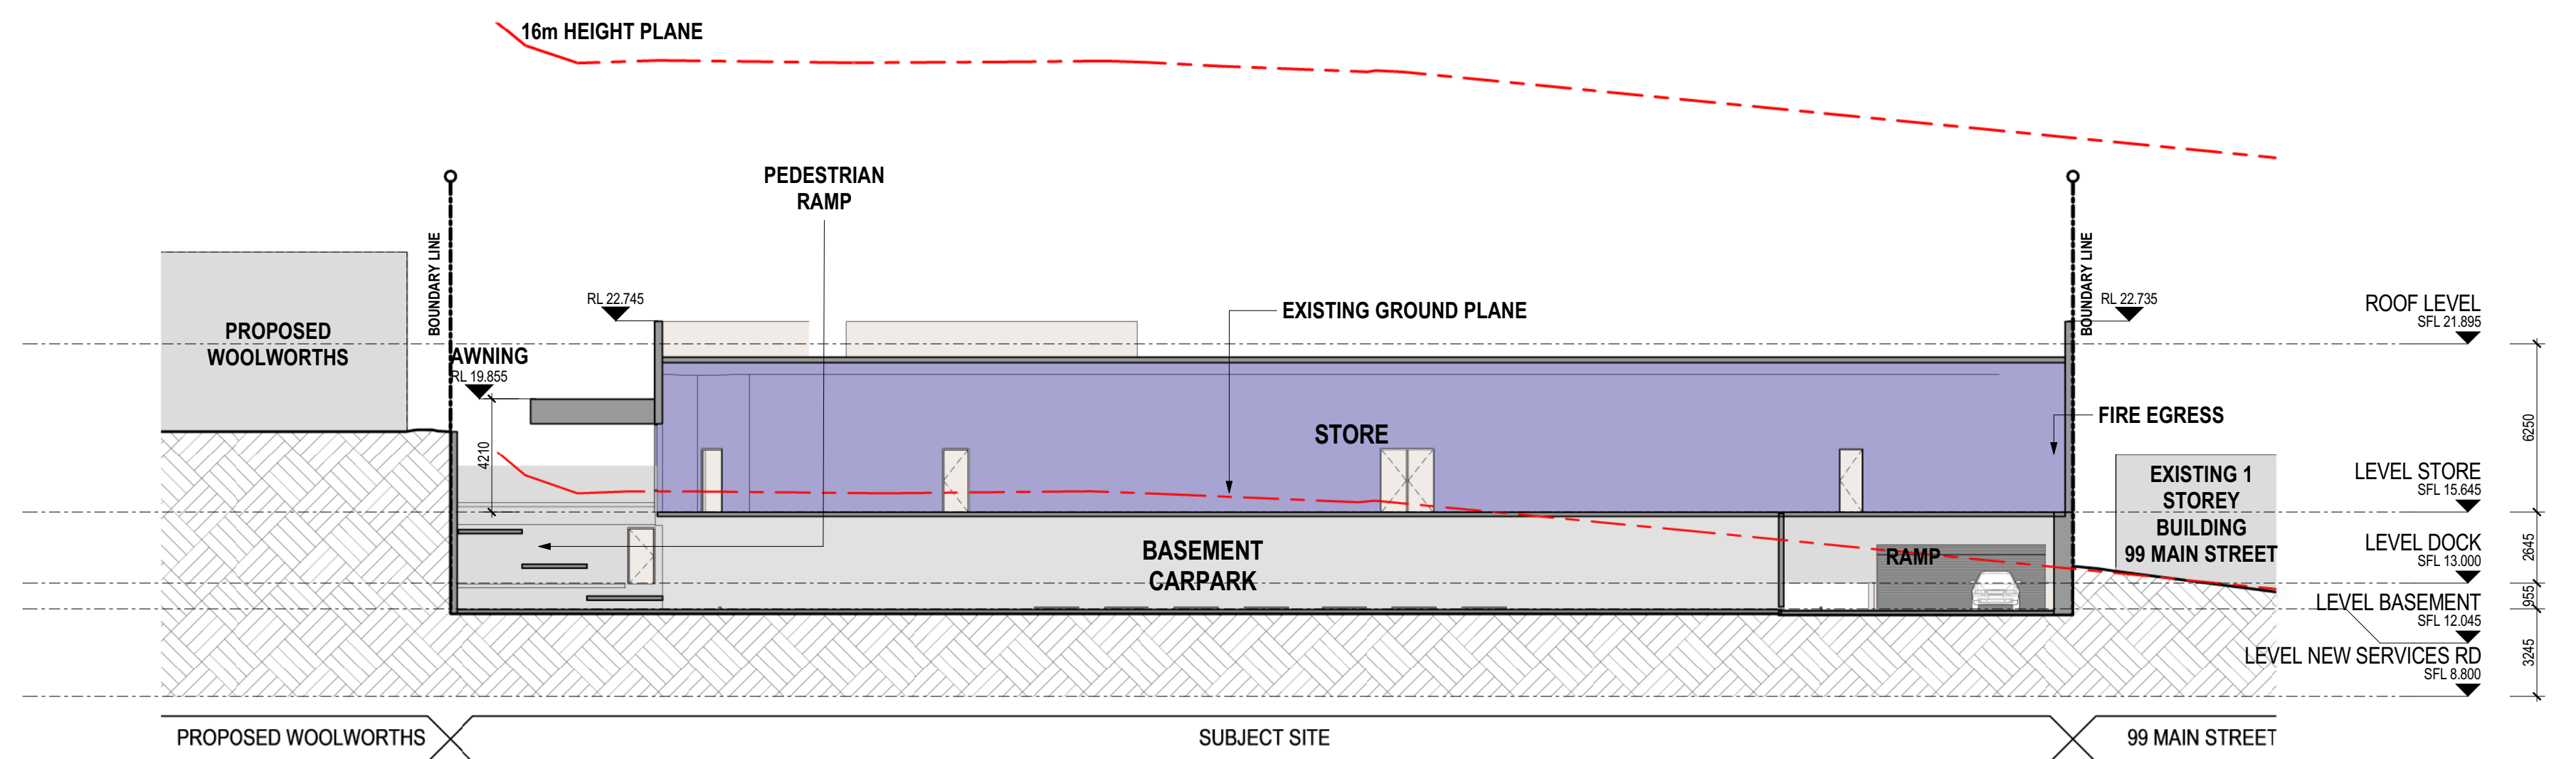 16m HEIGHT PLANE
PEDESTRIAN
RAMP
BOUNDARY LINE
BOUNDARY LINE
RL 22.745
EXISTING GROUND PLANE
RL 22.735
ROOF LEVEL
SFL 21.895
PROPOSED
WOOLWORTHS
AWNING
RL 19.855
4210
STORE
FIRE EGRESS
6250
LEVEL STORE
SFL 15.645
EXISTING 1
STOREY
BUILDING
99 MAIN STREET
BASEMENT
CARPARK
RAMP
LEVEL DOCK
SFL 13.000
2645
955
LEVEL BASEMENT
SFL 12.045
LEVEL NEW SERVICES RD
SFL 8.800
3245
PROPOSED WOOLWORTHS
SUBJECT SITE
99 MAIN STREET